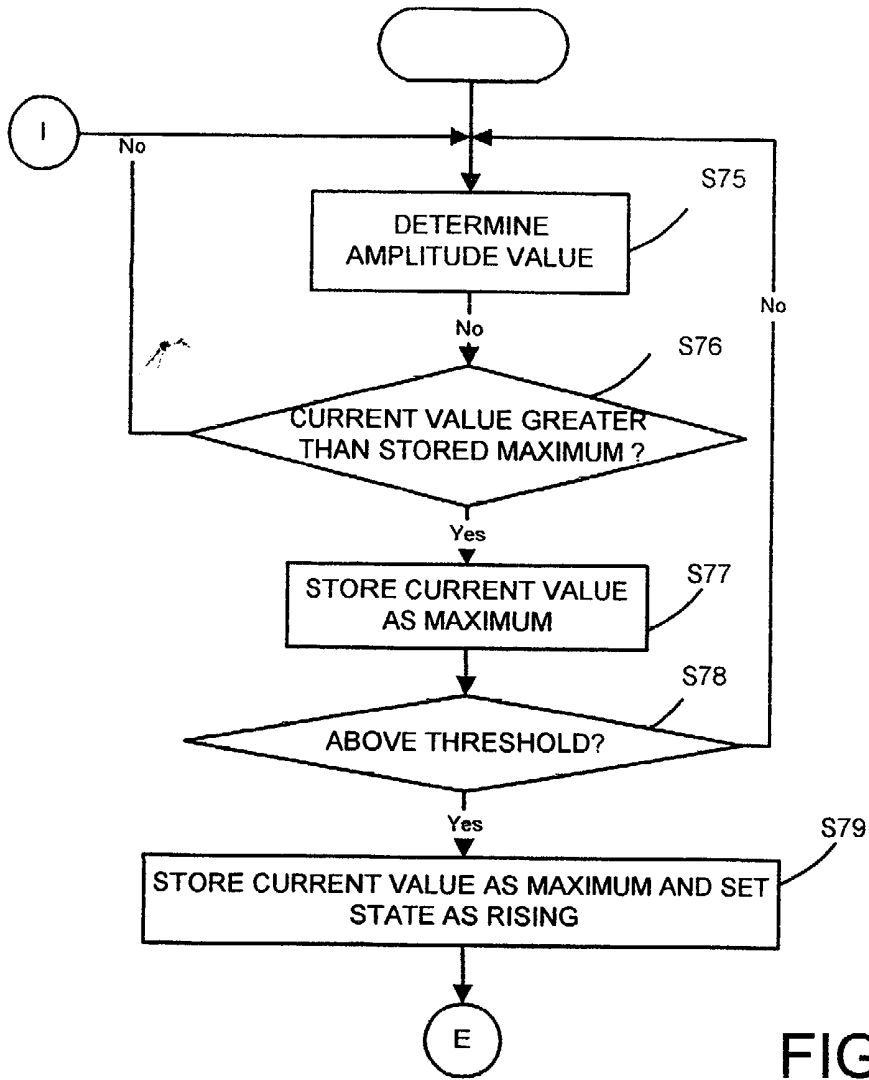 I
No
S75
DETERMINE
AMPLITUDE VALUE
No
No
S76
CURRENT VALUE GREATER
THAN STORED MAXIMUM ?
Yes
S77
STORE CURRENT VALUE
AS MAXIMUM
S78
ABOVE THRESHOLD?
Yes
S79
STORE CURRENT VALUE AS MAXIMUM AND SET
STATE AS RISING
E
FIG